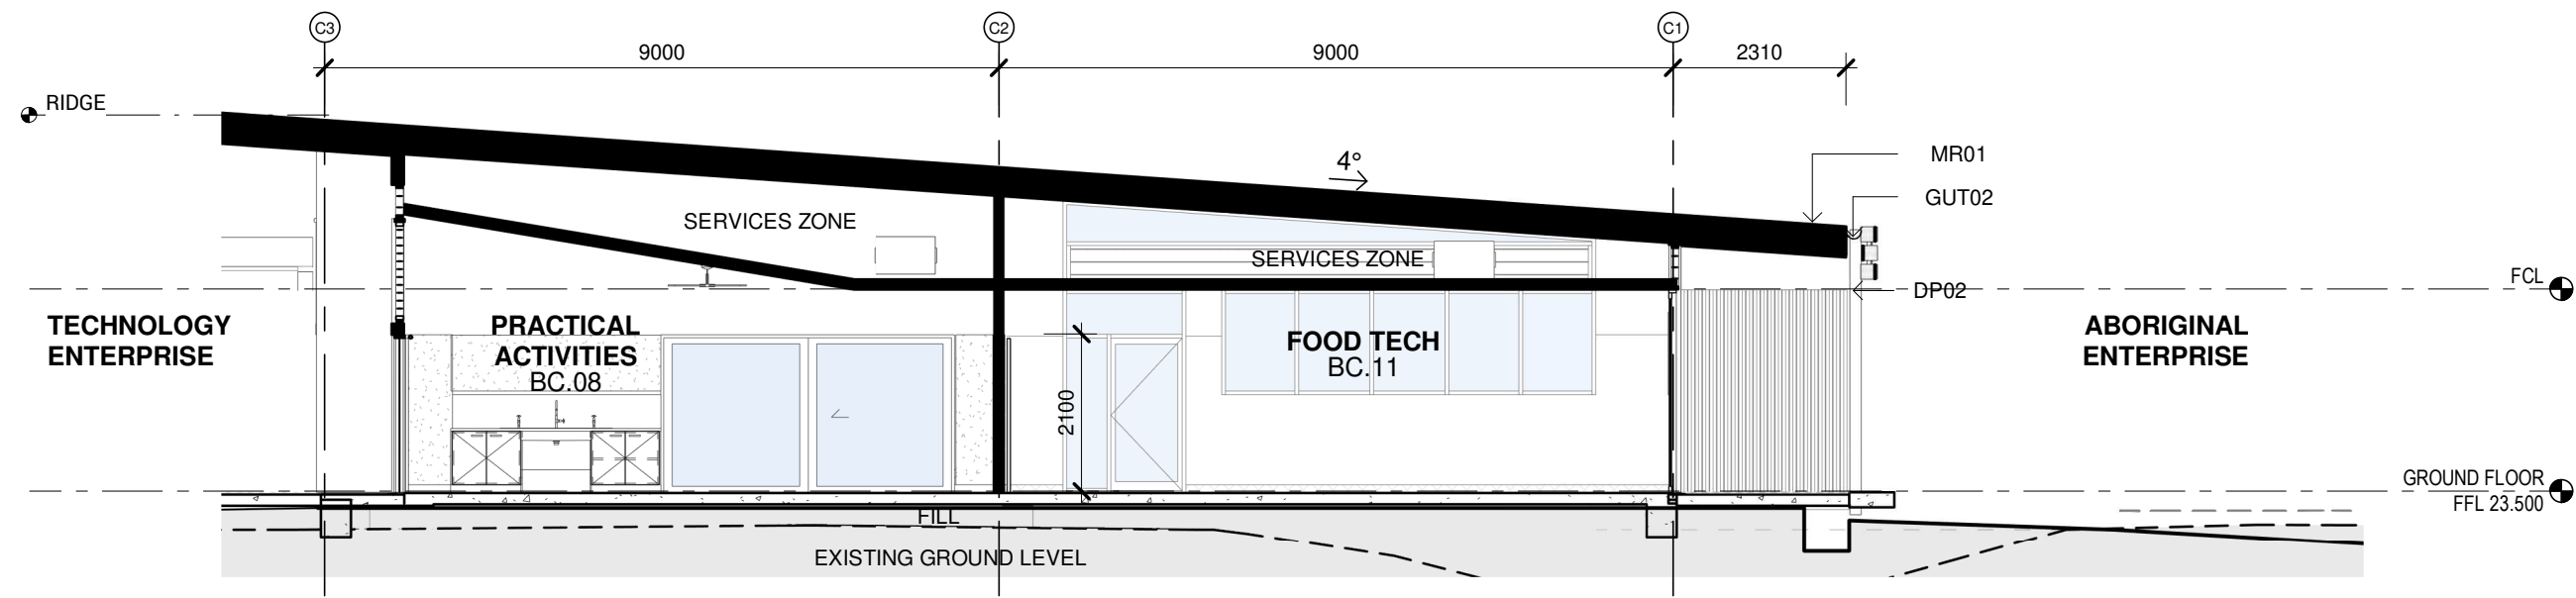 C3
C2
C1
9000
9000
2310
RIDGE
4°
MR01
GUT02
SERVICES ZONE
SERVICES ZONE
FCL
DP02
TECHNOLOGY
ENTERPRISE
PRACTICAL
ACTIVITIES
BC.08
2100
FOOD TECH
BC.11
ABORIGINAL
ENTERPRISE
GROUND FLOOR
FFL 23.500
FILL
EXISTING GROUND LEVEL